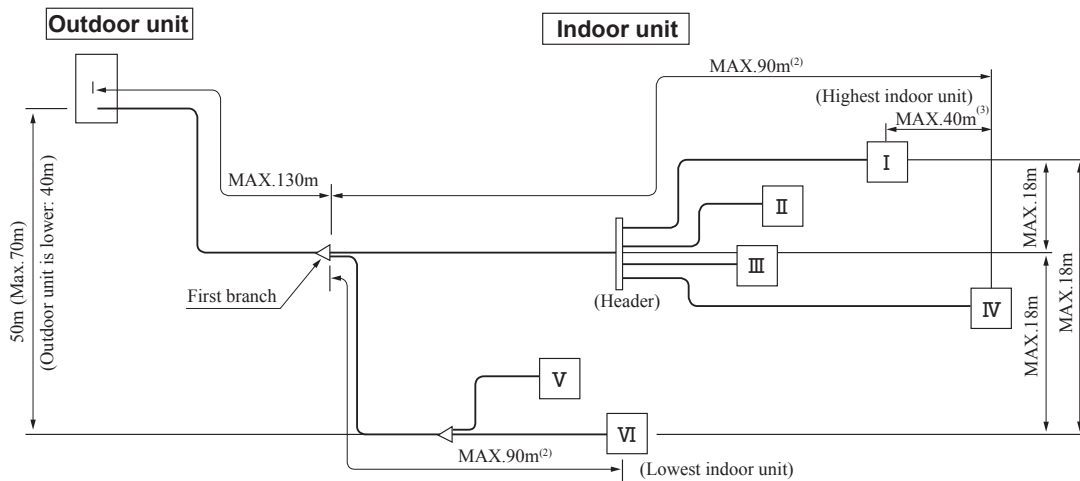 Outdoor unit
Indoor unit
MAX.90m(2)
(Highest indoor unit)
MAX.40m(3)
I
MAX.130m
II
MAX.18m
III
First branch
(Header)
IV
50m (Max.70m)
(Outdoor unit is lower: 40m)
MAX.18m
MAX.18m
V
VI
MAX.90m(2)
(Lowest indoor unit)